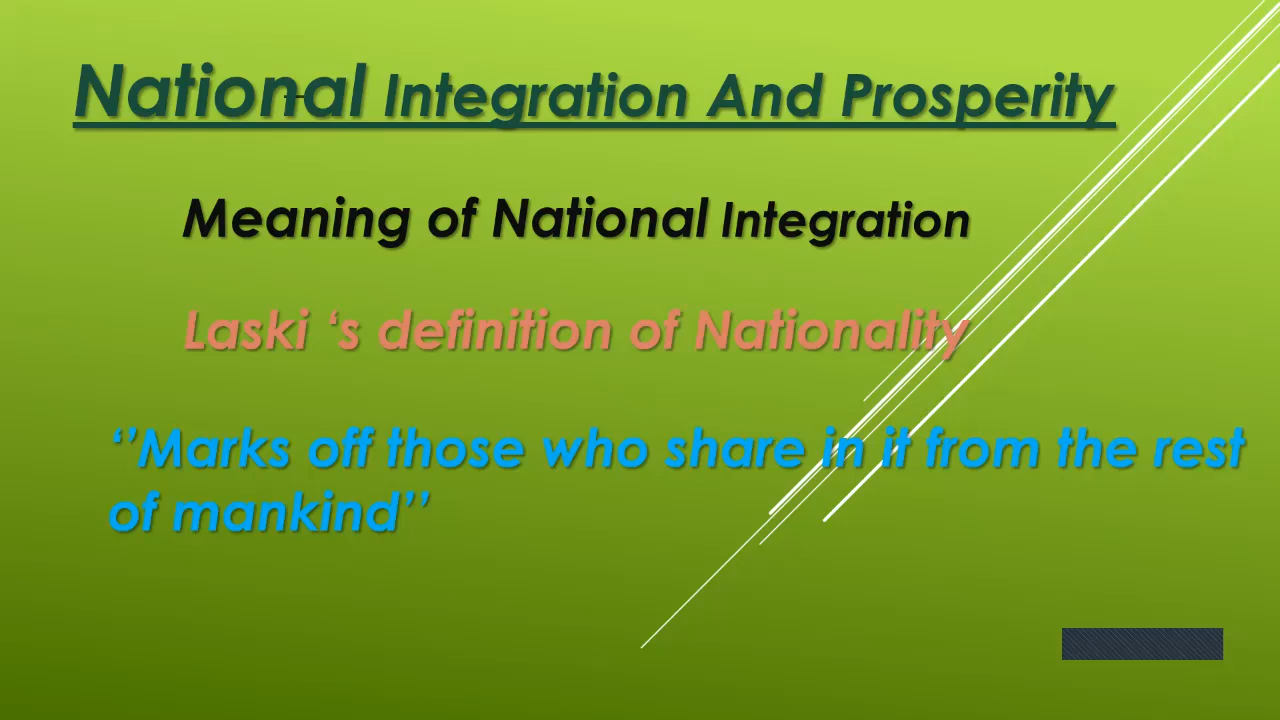 National Integration And Prosperity
Meaning of National Integration
Laski ‘s definition of Nationality
‘’Marks off those who share in it from the rest
of mankind’’